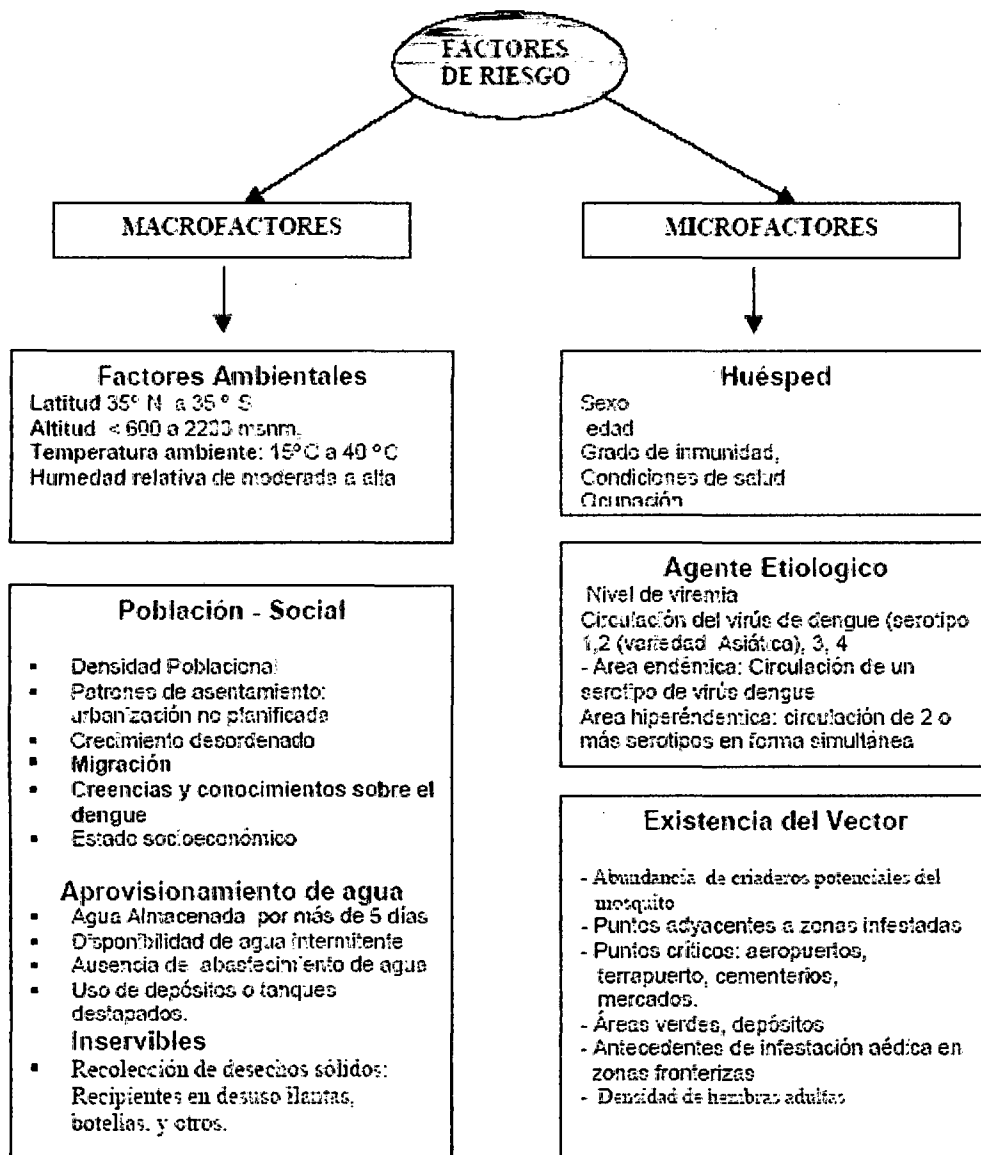 FACTORES
DE RIESGO
MACROFACTORES
Factores Ambientales
Latitud 35º N a 35 º S
Altitud < 600 a 2200 msnm,
Temperatura ambiente: 15ºC a 40 ºC
Humedad relativa de moderada a alta
Población - Social
▪ Densidad Poblacional
▪ Patrones de asentamiento:
urbanización no planificada
▪ Crecimiento desordenado
▪ Migración
▪ Creencias y conocimientos sobre el
dengue
▪ Estado socioeconómico
Aprovisionamiento de agua
▪ Agua Almacenada por más de 5 días
▪ Disponibilidad de agua intermitente
▪ Ausencia de abastecimiento de agua
▪ Uso de depósitos o tanques
destapados.
Inservibles
▪ Recolección de desechos sólidos:
Recipientes en desuso llantas,
botellas. y otros.
MICROFACTORES
Huésped
Sexo
edad
Grado de inmunidad,
Condiciones de salud
Ocupación
Agente Etiologico
Nivel de viremia
Circulación del virús de dengue (serotipo
1,2 (variedad Asiática), 3, 4
- Area endémica: Circulación de un
serotipo de virús dengue
Area hiperéndemica: circulación de 2 o
más serotipos en forma simultánea
Existencia del Vector
- Abundancia de criaderos potenciales del
mosquito
- Puntos adyacentes a zonas infestadas
- Puntos críticos: aeropuertos,
terrapuerto, cementerios,
mercados.
- Áreas verdes, depósitos
- Antecedentes de infestación aédica en
zonas fronterizas
- Densidad de hembras adultas